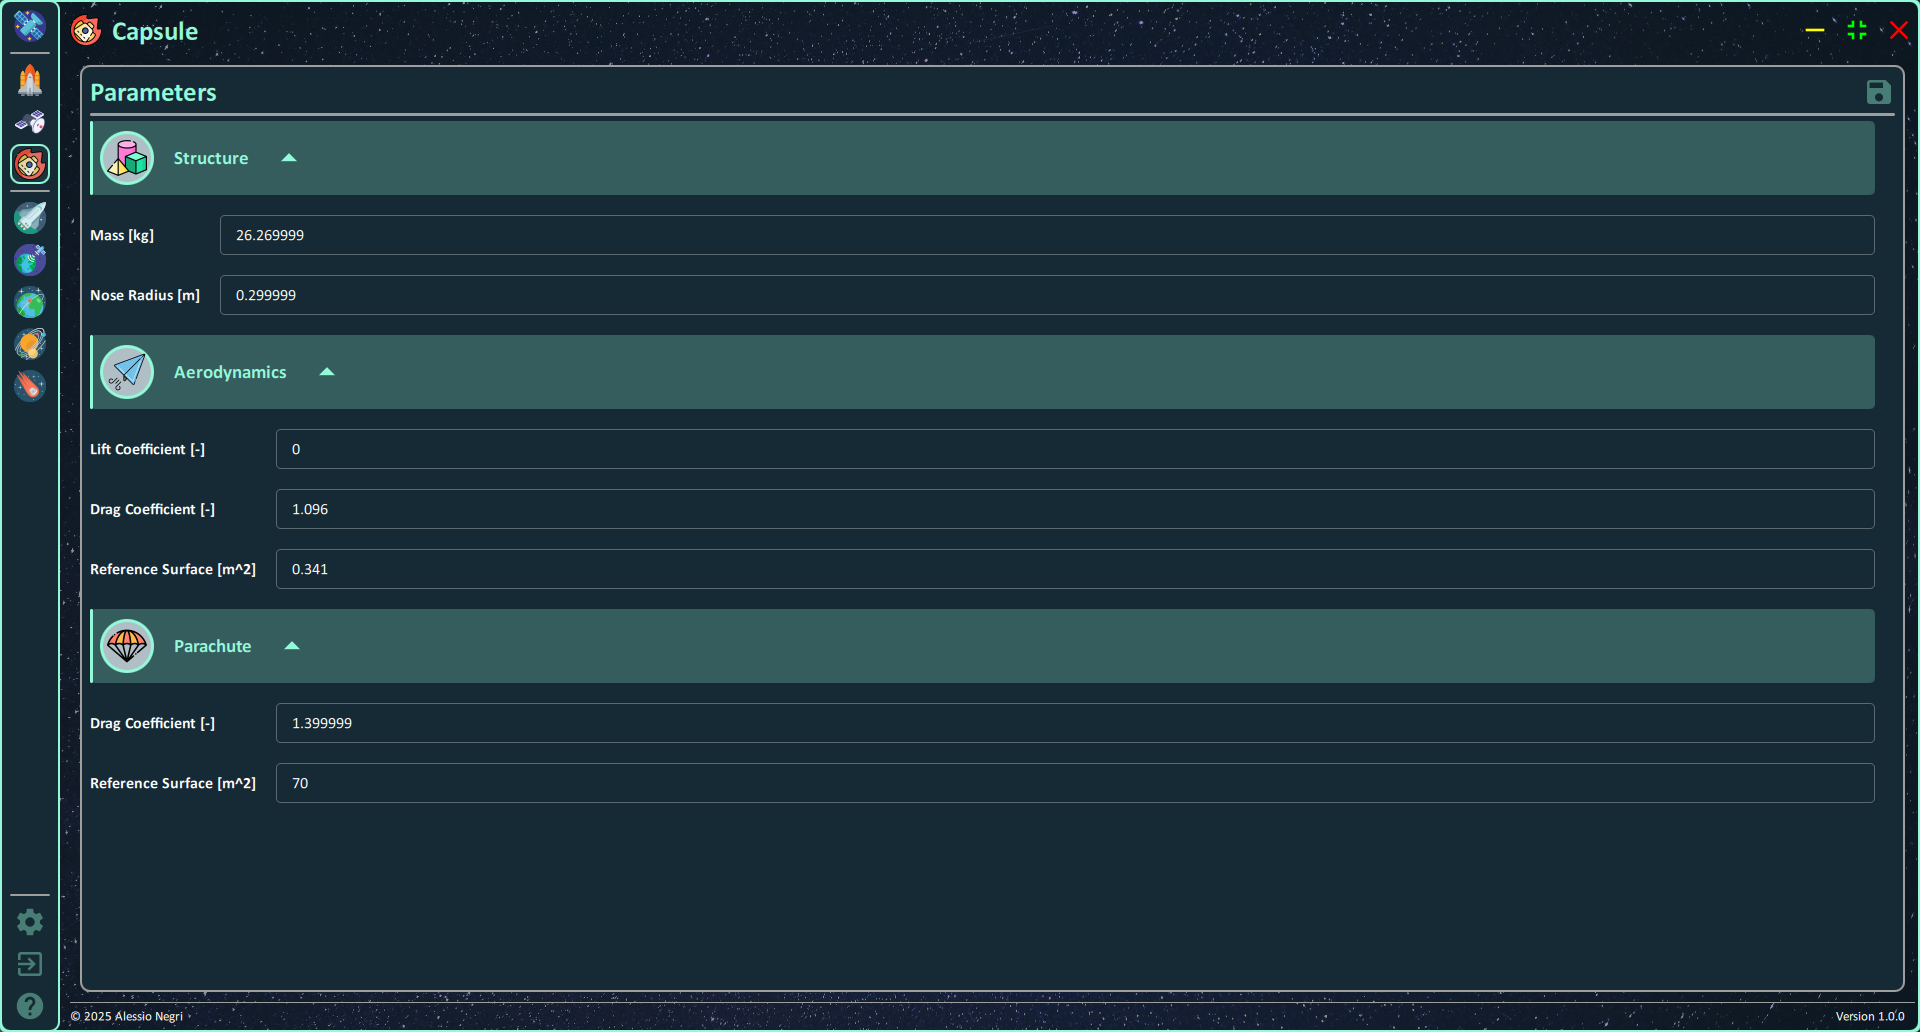 Capsule
Parameters
Structure
Mass [kg]
26.269999
Nose Radius [m]
0.299999
Aerodynamics
Lift Coefficient [-]
0
Drag Coefficient [-]
1.096
Reference Surface [m^2]
0.341
Parachute
Drag Coefficient [-]
1.399999
Reference Surface [m^2]
70
© 2025 Alessio Negri
Version 1.0.0